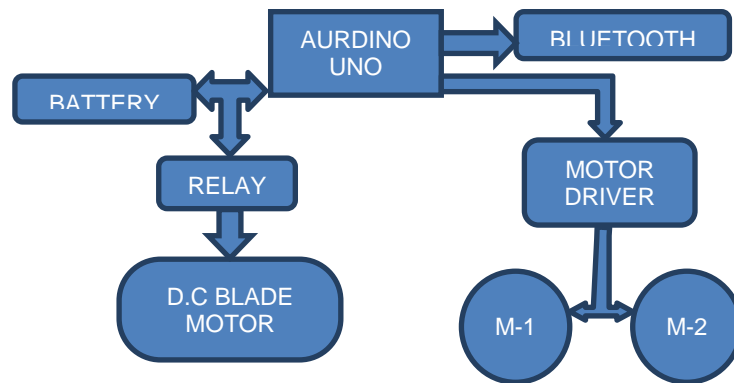 AURDINO
UNO
BLUETOOTH
BATTERY
RELAY
MOTOR
DRIVER
D.C BLADE
MOTOR
M-1
M-2